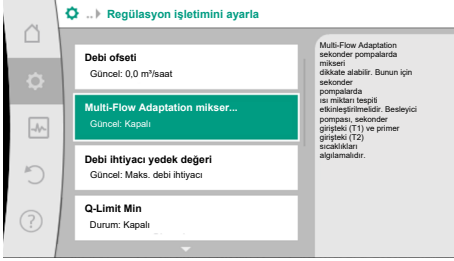 ..▸ Regülasyon işletimini ayarla
Debi ofseti
Güncel: 0,0 m³/saat
Multi-Flow Adaptation mikser...
Güncel: Kapalı
Debi ihtiyacı yedek değeri
Güncel: Maks. debi ihtiyacı
Q-Limit Min
Durum: Kapalı
Multi-Flow Adaptation
sekonder pompalarda
mikseri
dikkate alabilir. Bunun için
sekonder
pompalarda
ısı miktarı tespiti
etkinleştirilmelidir. Besleyici
pompası, sekonder
girişteki (T1) ve primer
girişteki (T2)
sıcaklıkları
algılamalıdır.